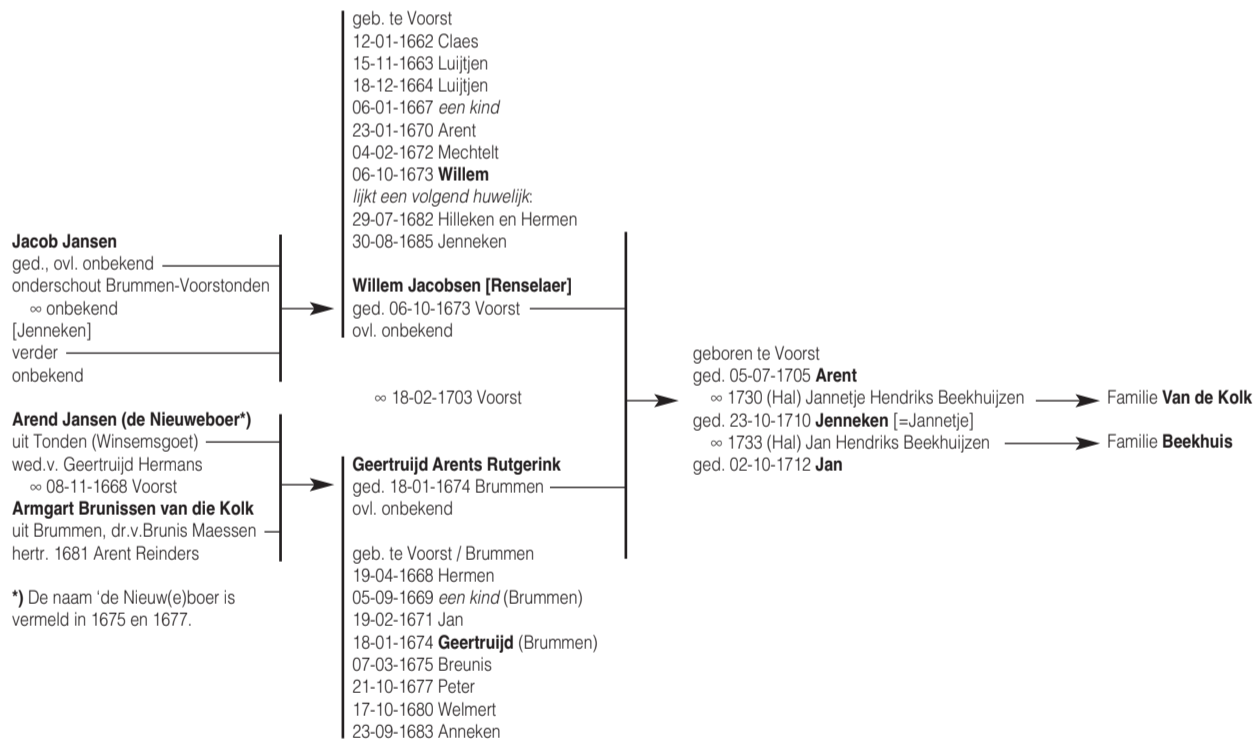 geb. te Voorst
12-01-1662 Claes
15-11-1663 Luijtjen
18-12-1664 Luijtjen
06-01-1667 een kind
23-01-1670 Arent
04-02-1672 Mechtelt
06-10-1673 Willem
lijkt een volgend huwelijk:
29-07-1682 Hilleken en Hermen
30-08-1685 Jenneken
Jacob Jansen
ged., ovl. onbekend
onderschout Brummen-Voorstonden
∞ onbekend
[Jenneken]
verder
onbekend
Willem Jacobsen [Renselaer]
ged. 06-10-1673 Voorst
ovl. onbekend
∞ 18-02-1703 Voorst
Arend Jansen (de Nieuweboer*)
uit Tonden (Winsemsgoet)
wed.v. Geertruijd Hermans
∞ 08-11-1668 Voorst
Armgart Brunissen van die Kolk
uit Brummen, dr.v.Brunis Maessen
hertr. 1681 Arent Reinders
*) De naam ‘de Nieuw(e)boer is
vermeld in 1675 en 1677.
Geertruijd Arents Rutgerink
ged. 18-01-1674 Brummen
ovl. onbekend
geb. te Voorst / Brummen
19-04-1668 Hermen
05-09-1669 een kind (Brummen)
19-02-1671 Jan
18-01-1674 Geertruijd (Brummen)
07-03-1675 Breunis
21-10-1677 Peter
17-10-1680 Welmert
23-09-1683 Anneken
geboren te Voorst
ged. 05-07-1705 Arent
∞ 1730 (Hal) Jannetje Hendriks Beekhuijzen
Familie Van de Kolk
ged. 23-10-1710 Jenneken [=Jannetje]
∞ 1733 (Hal) Jan Hendriks Beekhuijzen
Familie Beekhuis
ged. 02-10-1712 Jan